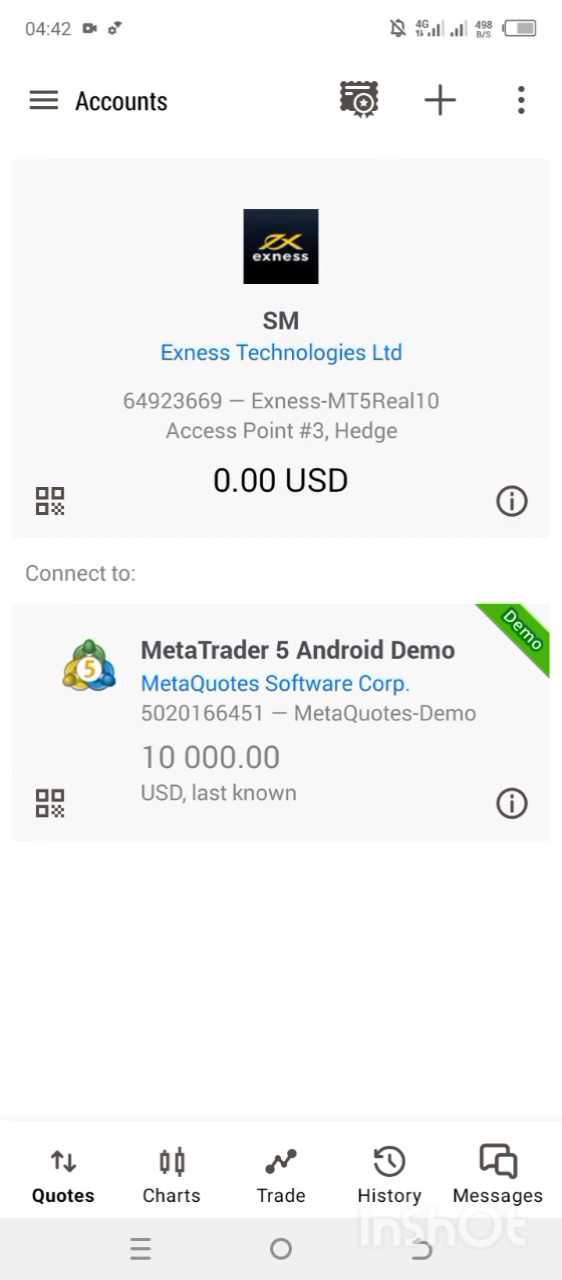 04:42 4G 498 B/S
Accounts
exness
SM
Exness Technologies Ltd
64923669 — Exness-MT5Real10
Access Point #3, Hedge
0.00 USD
Connect to:
Demo
5
MetaTrader 5 Android Demo
MetaQuotes Software Corp.
5020166451 — MetaQuotes-Demo
10 000.00
USD, last known
Quotes Charts Trade History Messages
InshOt